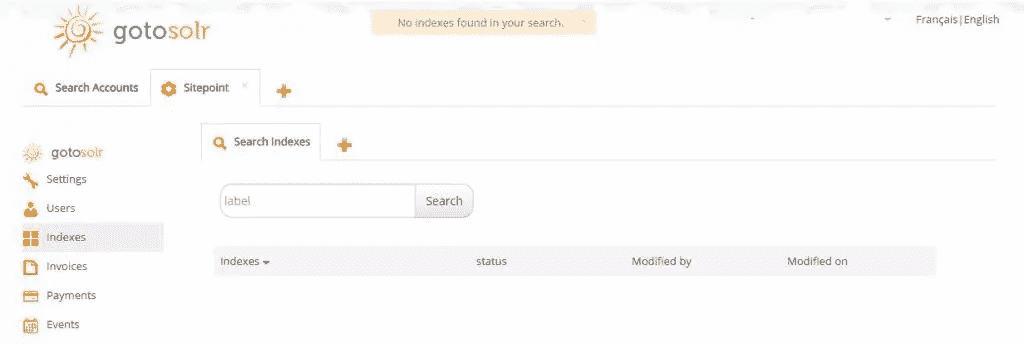 No indexes found in your search.
Français|English
gotosolr
Search Accounts
Sitepoint
gotosolr
Settings
Users
Indexes
Invoices
Payments
Events
Search Indexes
label
Search
Indexes status Modified by Modified on